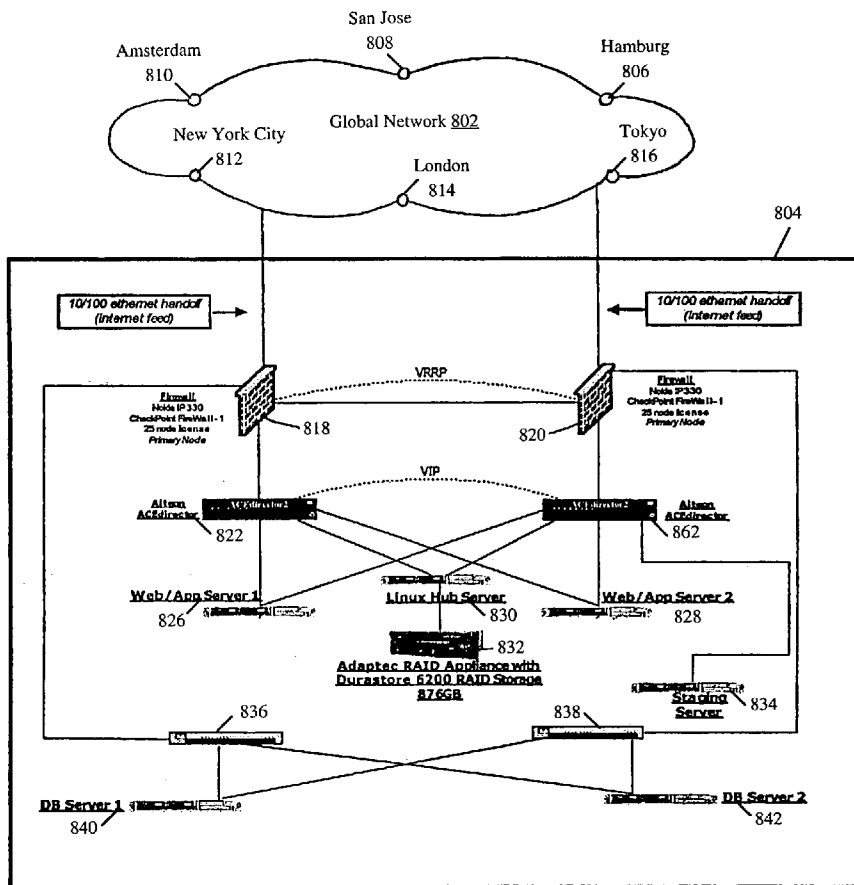 San Jose
808
Amsterdam
810
Hamburg
806
Global Network 802
New York City
812
Tokyo
816
London
814
804
10/100 ethernet handoff
(Internet feed)
10/100 ethernet handoff
(Internet feed)
VRRP
Firewall
Nokia IP330
CheckPoint FireWall-1
25 node license
Primary Node
818
820
Firewall
Nokia IP330
CheckPoint FireWall-1
25 node license
Primary Node
VIP
Alteon
ACEdirector
822
Alteon
ACEdirector
862
Web/App Server 1
826
Linux Hub Server
830
Web/App Server 2
828
832
Adaptec RAID Appliance with
Durastore 6200 RAID Storage
876GB
Staging
Server
834
836
838
DB Server 1
840
DB Server 2
842